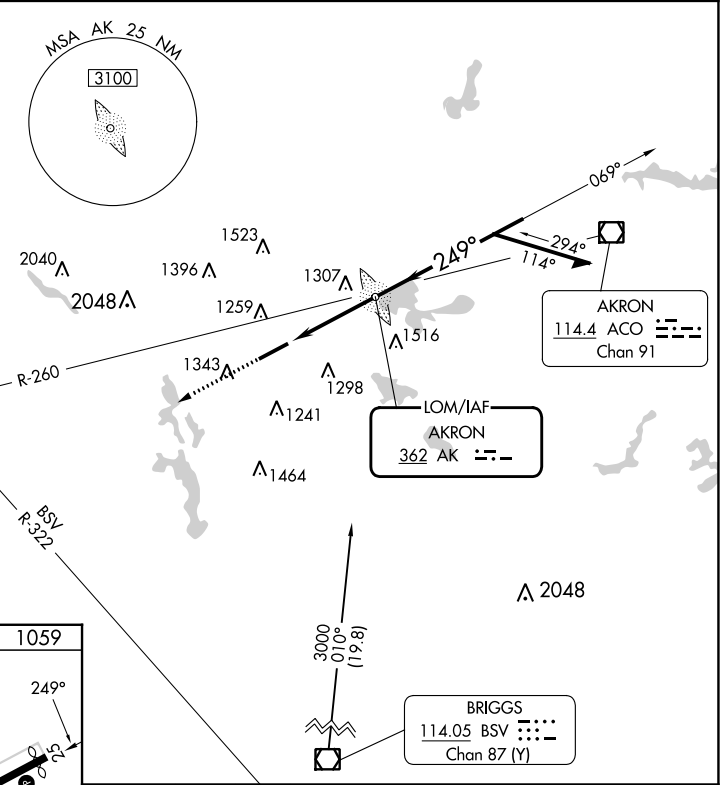 MSA AK 25 NM
3100
069°
1523
294°
2040
1396
249°
114°
1307
2048
AKRON
1259
114.4 ACO
1516
Chan 91
1343
R-260
1298
LOM/IAF
AKRON
1241
362 AK
1464
BSV
R-322
2048
3000
010°
(19.8)
1059
249°
BRIGGS
114.05 BSV
25
Chan 87 (Y)